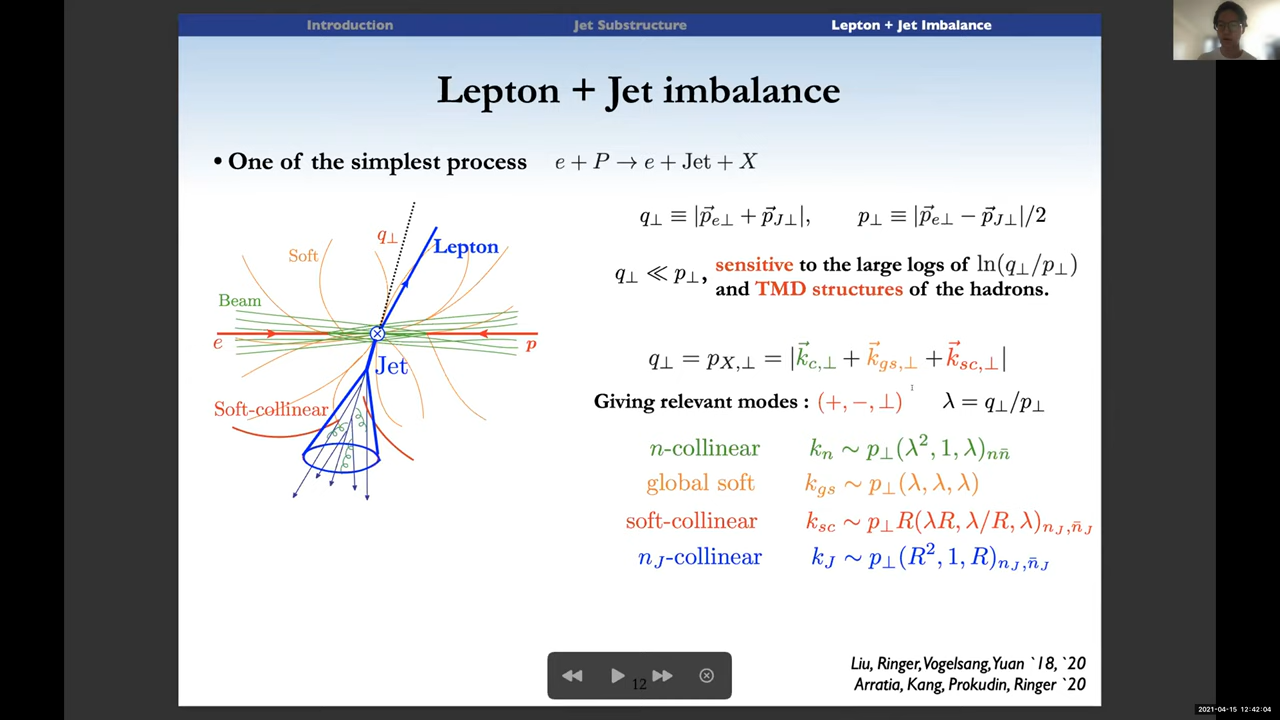 Introduction
Jet Substructure
Lepton + Jet Imbalance
Lepton + Jet imbalance
• One of the simplest process e + P → e + Jet + X
q⊥ ≡ |p⃗e⊥ + p⃗J⊥|, p⊥ ≡ |p⃗e⊥ − p⃗J⊥|/2
q⊥ ≪ p⊥, sensitive to the large logs of ln(q⊥/p⊥)
and TMD structures of the hadrons.
q⊥
Lepton
Soft
Beam
e
p
Jet
Soft-collinear
q⊥ = pX,⊥ = |k⃗c,⊥ + k⃗gs,⊥ + k⃗sc,⊥|
Giving relevant modes : (+, −, ⊥) λ = q⊥/p⊥
n-collinear kn ∼ p⊥(λ², 1, λ)nn̄
global soft kgs ∼ p⊥(λ, λ, λ)
soft-collinear ksc ∼ p⊥R(λR, λ/R, λ)nJ,n̄J
nJ-collinear kJ ∼ p⊥(R², 1, R)nJ,n̄J
Liu, Ringer, Vogelsang, Yuan `18, `20
Arratia, Kang, Prokudin, Ringer `20
12
2021-04-15 12:42:04